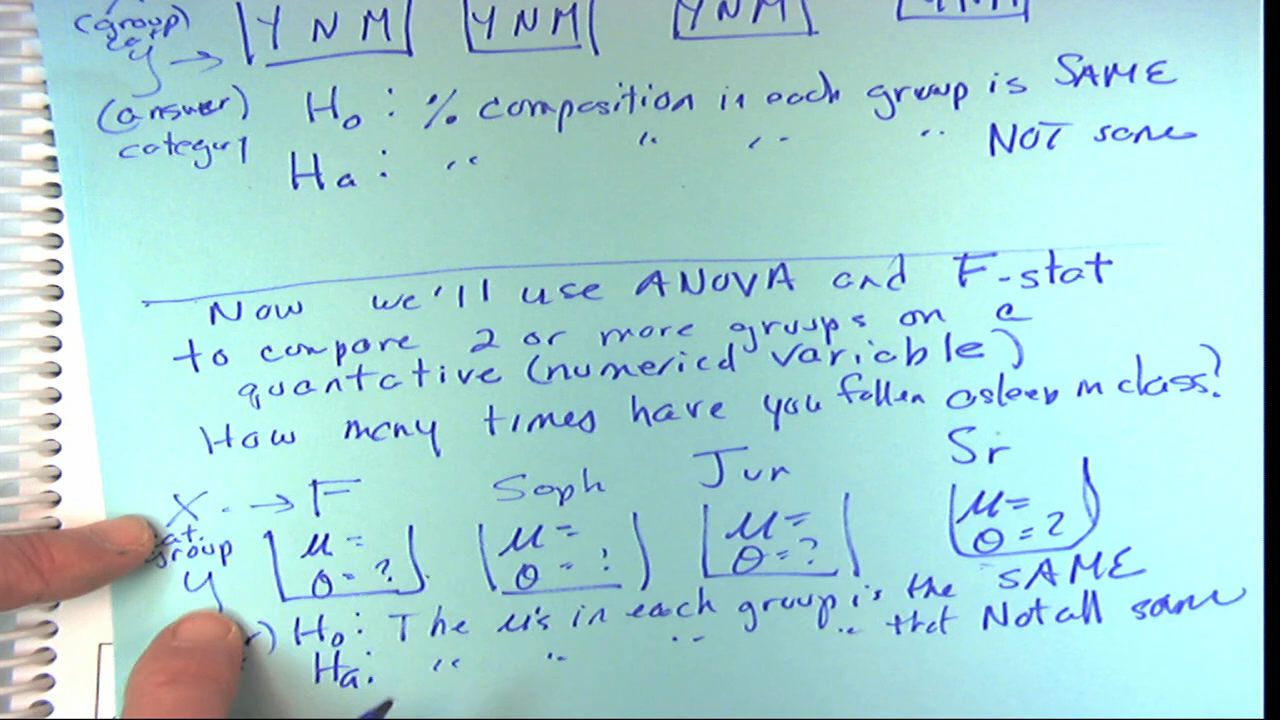 (group) Y N M Y N M Y N M Y N M
cat
y →
(answer) H₀ : % composition in each group is SAME
category Ha : " " " " NOT same
Now we'll use ANOVA and F-stat
to compare 2 or more groups on a
quantative (numerical variable)
How many times have you fallen asleep in class?
X → F Soph Jur Sr
cat. μ= μ= μ= μ=
group θ=? θ=? θ=? θ=?
y
H₀: The μ's in each group is the SAME
Ha: " " " " that Not all same